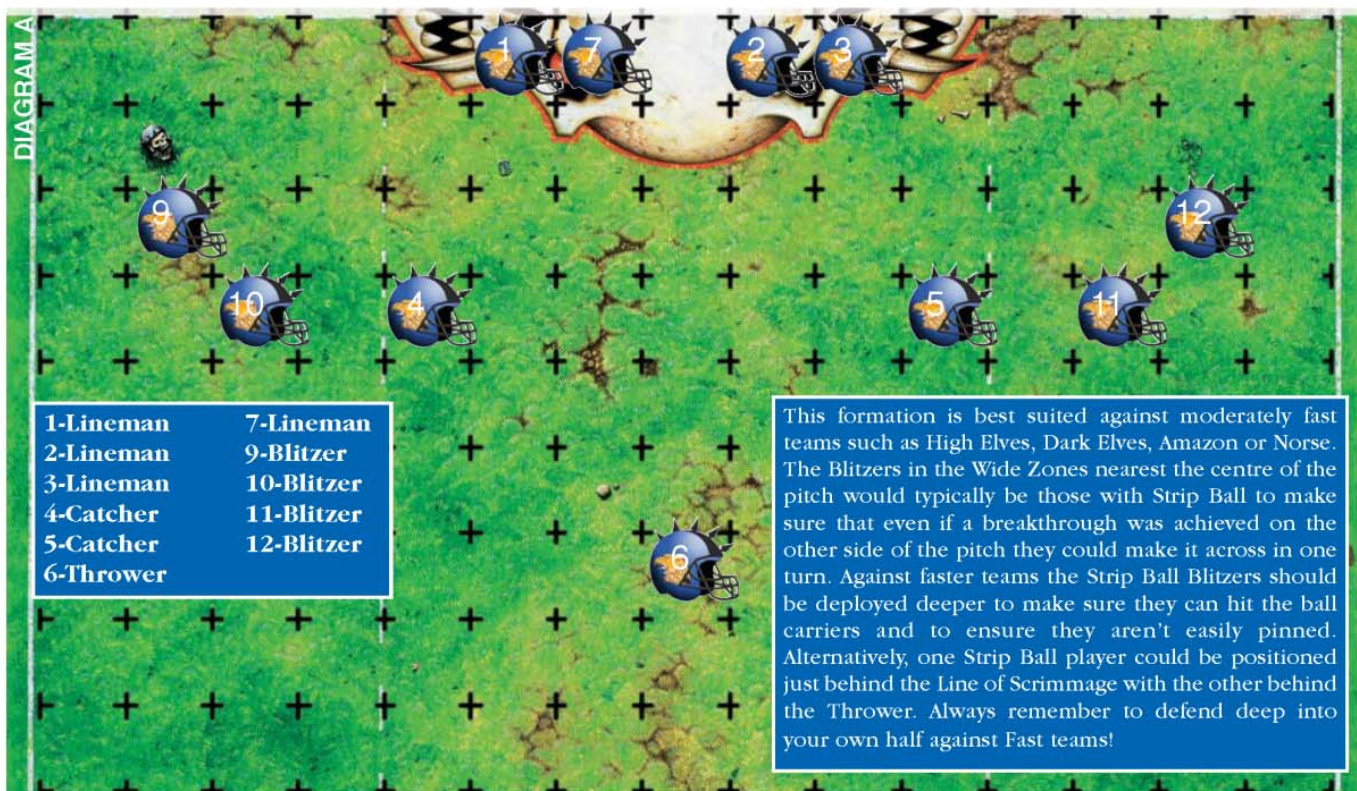 DIAGRAM A
1 7 2 3
9 12
10 4 5 11
6
1-Lineman 7-Lineman
2-Lineman 9-Blitzer
3-Lineman 10-Blitzer
4-Catcher 11-Blitzer
5-Catcher 12-Blitzer
6-Thrower
This formation is best suited against moderately fast
teams such as High Elves, Dark Elves, Amazon or Norse.
The Blitzers in the Wide Zones nearest the centre of the
pitch would typically be those with Strip Ball to make
sure that even if a breakthrough was achieved on the
other side of the pitch they could make it across in one
turn. Against faster teams the Strip Ball Blitzers should
be deployed deeper to make sure they can hit the ball
carriers and to ensure they aren't easily pinned.
Alternatively, one Strip Ball player could be positioned
just behind the Line of Scrimmage with the other behind
the Thrower. Always remember to defend deep into
your own half against Fast teams!